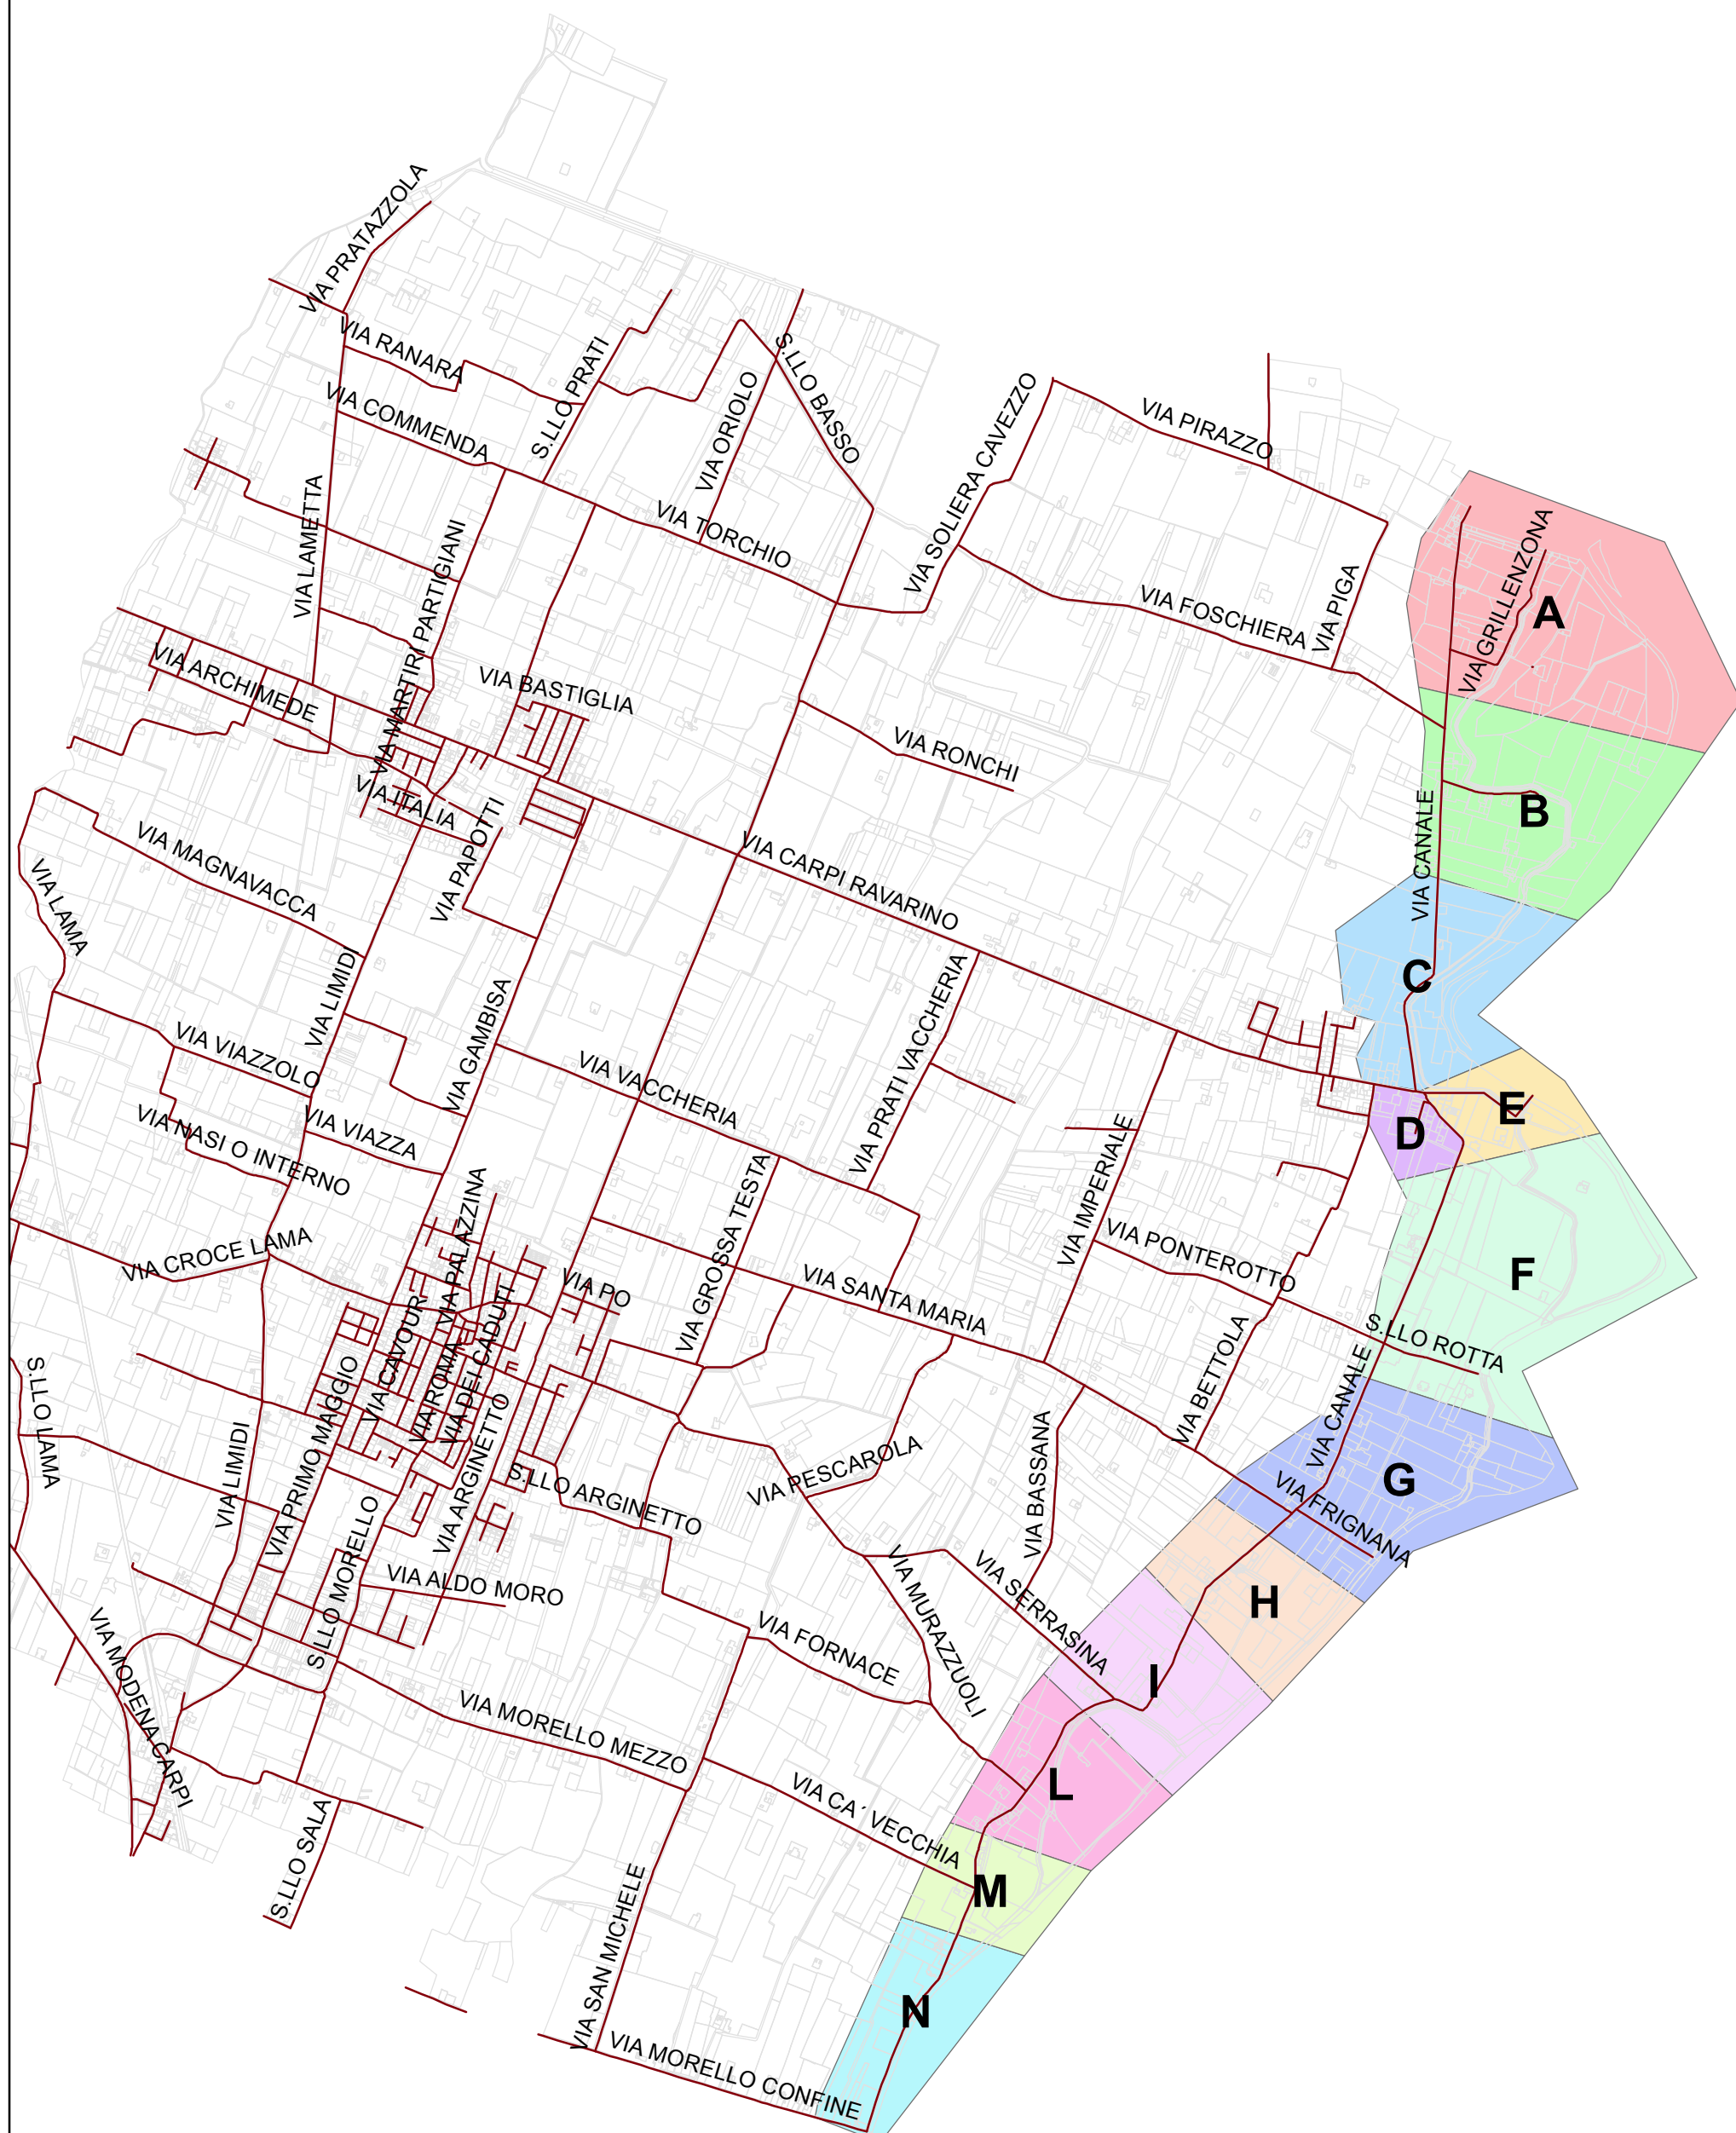 VIA PRATAZZOLA
VIA RANARA
S.LLO PRATI
S.LLO BASSO
VIA COMMENDA
VIA ORIOLO
VIA SOLIERA CAVEZZO
VIA PIRAZZO
VIA LAMETTA
VIA TORCHIO
VIA GRILLENZONA
A
VIA MARTIRI PARTIGIANI
VIA FOSCHIERA
VIA PIGA
VIA ARCHIMEDE
VIA BASTIGLIA
VIA RONCHI
VIA ITALIA
VIA PAPOTTI
B
VIA CANALE
VIA MAGNAVACCA
VIA CARPI RAVARINO
VIA LAMA
C
VIA LIMIDI
VIA GAMBISA
VIA PRATI VACCHERIA
VIA VIAZZOLO
VIA VACCHERIA
E
D
VIA NASI O INTERNO
VIA VIAZZA
VIA IMPERIALE
VIA PALAZZINA
VIA GROSSA TESTA
VIA CROCE LAMA
VIA PONTEROTTO
F
VIA PO
VIA SANTA MARIA
S.LLO ROTTA
VIA CAVOUR
VIA ROMA
VIA DEI CADUTI
VIA BETTOLA
VIA CANALE
S.LLO LAMA
VIA PRIMO MAGGIO
VIA LIMIDI
VIA ARGINETTO
S.LLO ARGINETTO
VIA PESCAROLA
VIA BASSANA
G
VIA FRIGNANA
S.LLO MORELLO
VIA ALDO MORO
VIA MURAZZUOLI
VIA SERRASINA
H
VIA FORNACE
VIA MODENA CARPI
I
VIA MORELLO MEZZO
L
VIA CA´ VECCHIA
S.LLO SALA
M
VIA SAN MICHELE
N
VIA MORELLO CONFINE